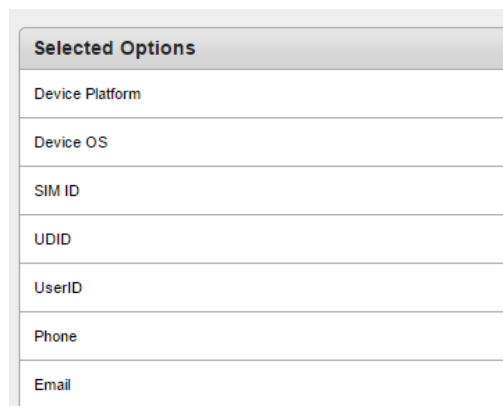 Selected Options
Device Platform
Device OS
SIM ID
UDID
UserID
Phone
Email